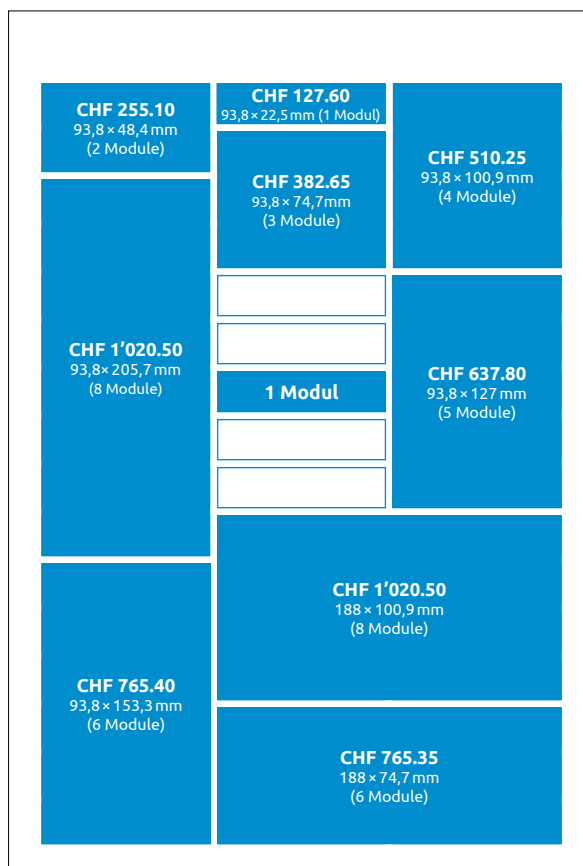 CHF 255.10
93,8 × 48,4 mm
(2 Module)
CHF 127.60
93,8 × 22,5 mm (1 Modul)
CHF 510.25
93,8 × 100,9 mm
(4 Module)
CHF 382.65
93,8 × 74,7mm
(3 Module)
CHF 1’020.50
93,8× 205,7 mm
(8 Module)
CHF 637.80
93,8 × 127 mm
(5 Module)
1 Modul
CHF 1’020.50
188 × 100,9 mm
(8 Module)
CHF 765.40
93,8 × 153,3 mm
(6 Module)
CHF 765.35
188 × 74,7 mm
(6 Module)